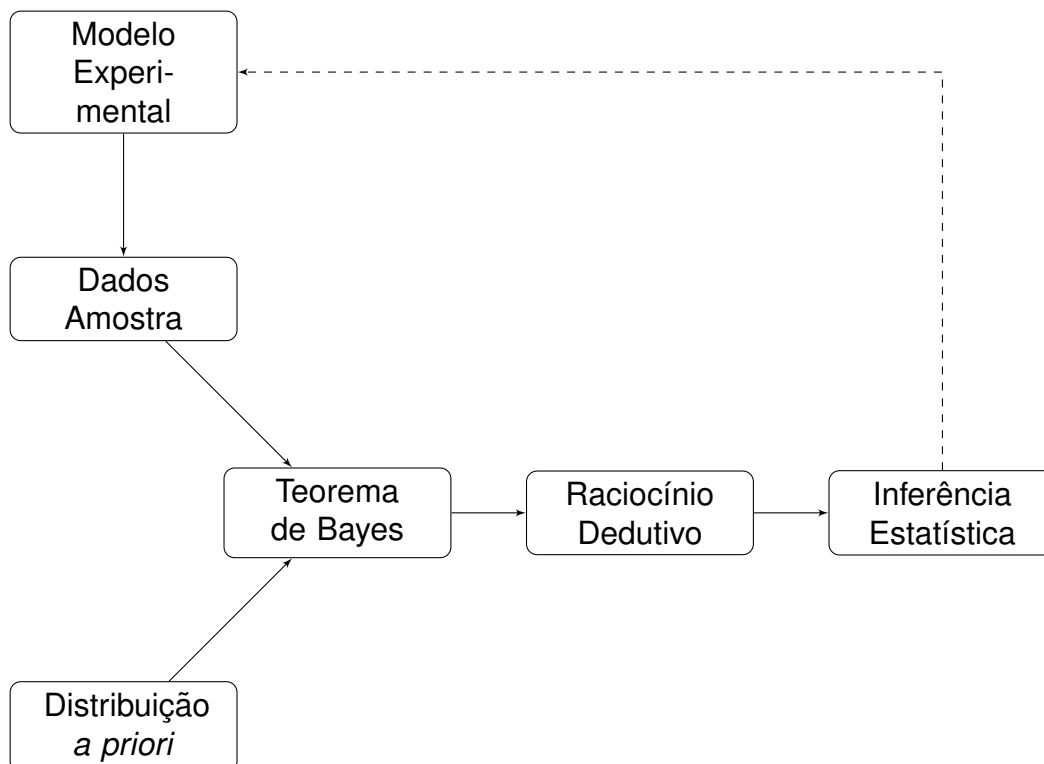 Modelo
Experi-
mental
Dados
Amostra
Teorema
de Bayes
Raciocínio
Dedutivo
Inferência
Estatística
Distribuição
a priori